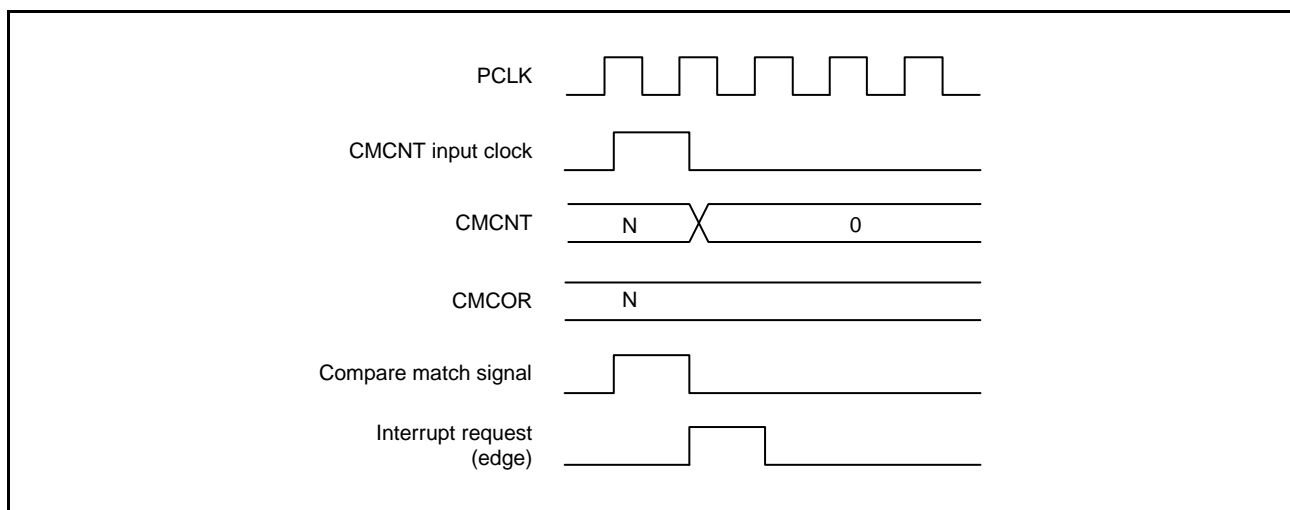 PCLK
CMCNT input clock
CMCNT
N
0
CMCOR
N
Compare match signal
Interrupt request
(edge)